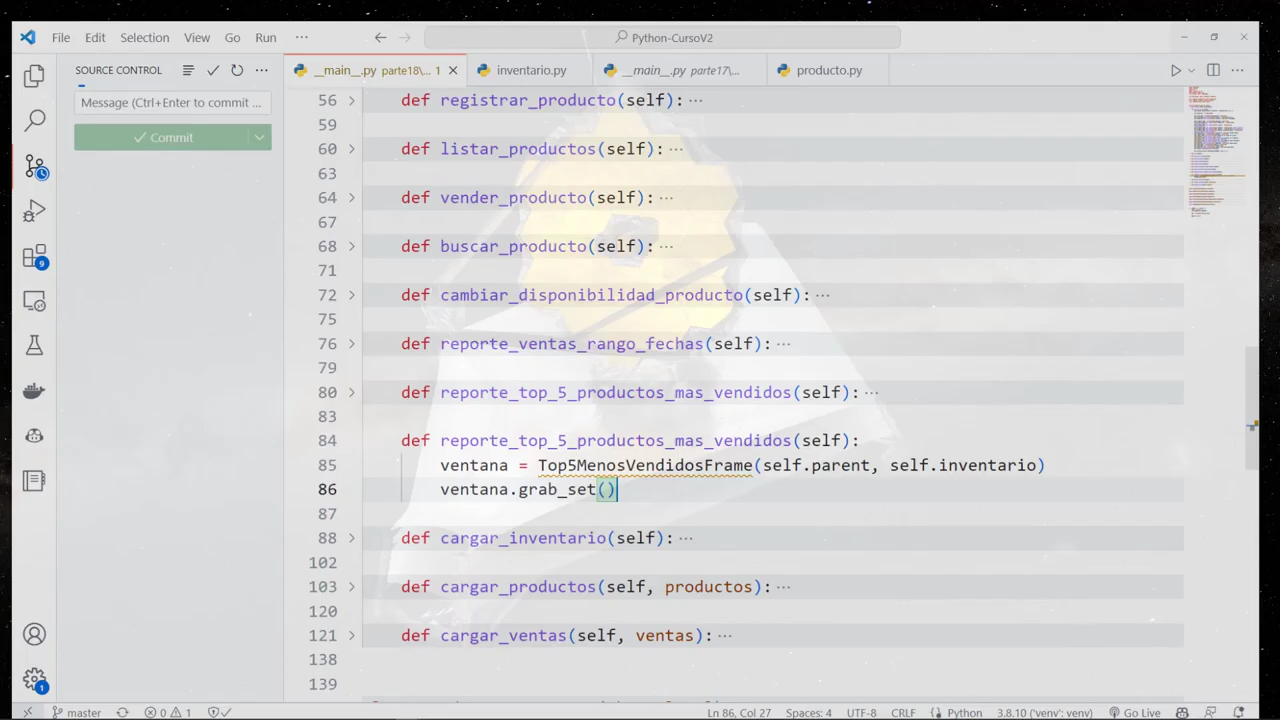 File Edit Selection View Go Run ··· Python-CursoV2
SOURCE CONTROL ···
__main__.py parte18\... 1 inventario.py __main__.py parte17\... producto.py ···
Message (Ctrl+Enter to commit ...
Commit
56 def registrar_producto(self): ···
59
60 def listar_productos(self): ···
63
64 def vender_producto(self): ···
67
68 def buscar_producto(self): ···
71
72 def cambiar_disponibilidad_producto(self): ···
75
76 def reporte_ventas_rango_fechas(self): ···
79
80 def reporte_top_5_productos_mas_vendidos(self): ···
83
84 def reporte_top_5_productos_mas_vendidos(self):
85 ventana = Top5MenosVendidosFrame(self.parent, self.inventario)
86 ventana.grab_set()
87
88 def cargar_inventario(self): ···
102
103 def cargar_productos(self, productos): ···
120
121 def cargar_ventas(self, ventas): ···
138
139
9
1
master 0 1 Ln 86, Col 27 Spaces: 4 UTF-8 CRLF Python 3.8.10 ('venv': venv) Go Live